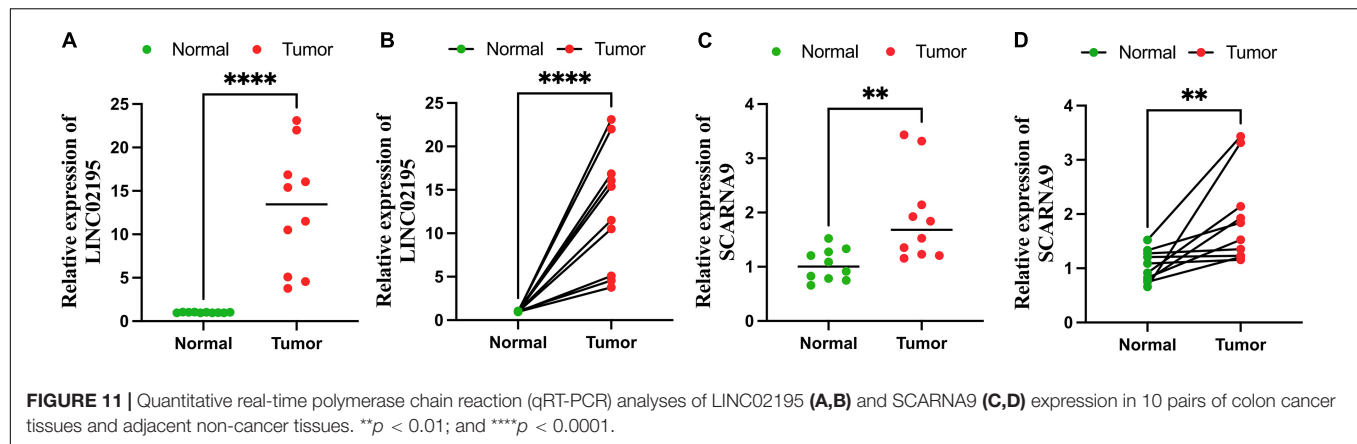 A
Normal
Tumor
****
Relative expression of
LINC02195
25
20
15
10
5
0
Normal
Tumor
B
Normal
Tumor
****
Relative expression of
LINC02195
25
20
15
10
5
0
Normal
Tumor
C
Normal
Tumor
**
Relative expression of
SCARNA9
4
3
2
1
0
Normal
Tumor
D
Normal
Tumor
**
Relative expression of
SCARNA9
4
3
2
1
0
Normal
Tumor
FIGURE 11 | Quantitative real-time polymerase chain reaction (qRT-PCR) analyses of LINC02195 (A,B) and SCARNA9 (C,D) expression in 10 pairs of colon cancer
tissues and adjacent non-cancer tissues. **p < 0.01; and ****p < 0.0001.